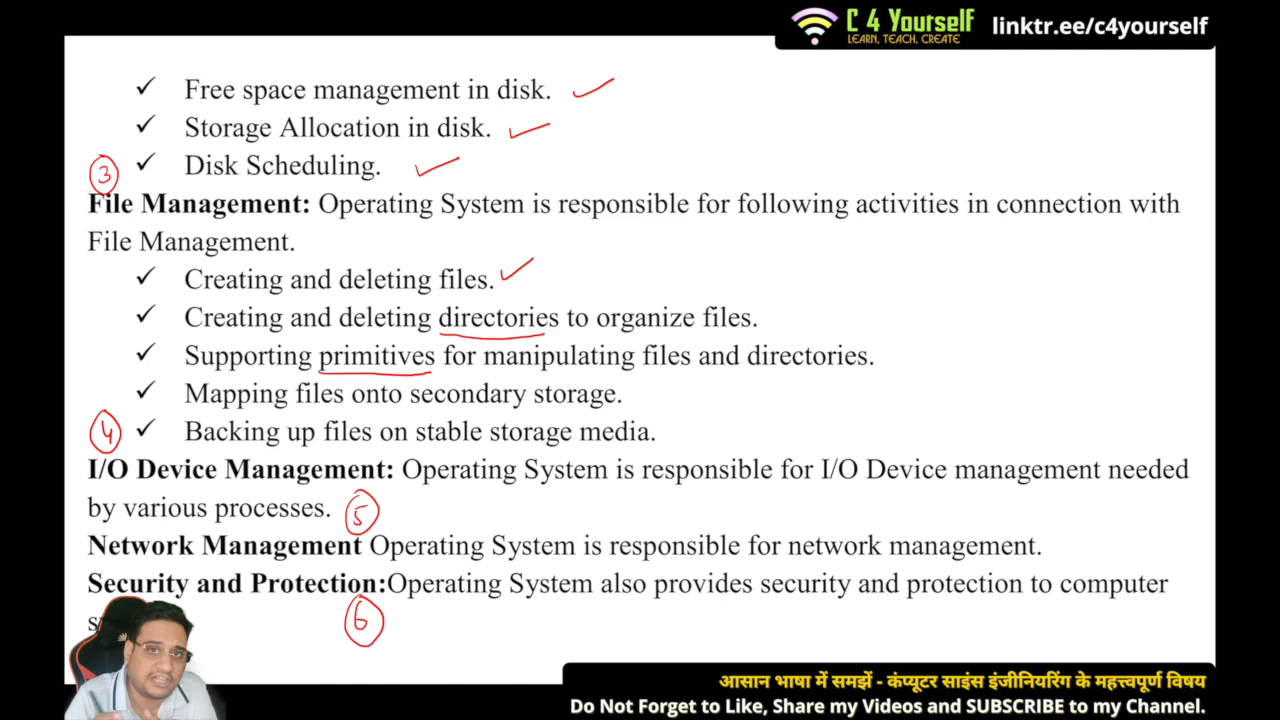 C 4 Yourself
LEARN, TEACH, CREATE
linktr.ee/c4yourself
✓ Free space management in disk.
✓ Storage Allocation in disk.
3
✓ Disk Scheduling.
File Management: Operating System is responsible for following activities in connection with
File Management.
✓ Creating and deleting files.
✓ Creating and deleting directories to organize files.
✓ Supporting primitives for manipulating files and directories.
✓ Mapping files onto secondary storage.
4
✓ Backing up files on stable storage media.
I/O Device Management: Operating System is responsible for I/O Device management needed
by various processes.
5
Network Management Operating System is responsible for network management.
Security and Protection:Operating System also provides security and protection to computer
6
आसान भाषा में समझें - कंप्यूटर साइंस इंजीनियरिंग के महत्त्वपूर्ण विषय
Do Not Forget to Like, Share my Videos and SUBSCRIBE to my Channel.